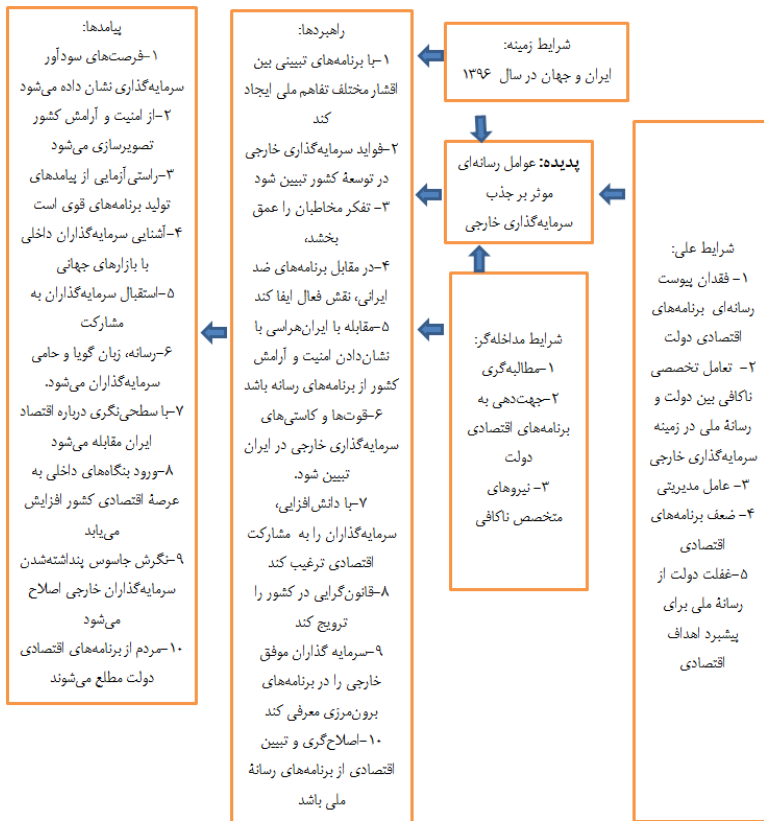 شرایط زمینه:
ایران و جهان در سال ۱۳۹۶
پدیده: عوامل رسانه‌ای
موثر بر جذب
سرمایه‌گذاری خارجی
شرایط علی:
۱- فقدان پیوست
رسانه‌ای برنامه‌های
اقتصادی دولت
۲- تعامل تخصصی
ناکافی بین دولت و
رسانۀ ملی در زمینه
سرمایه‌گذاری خارجی
۳- عامل مدیریتی
۴- ضعف برنامه‌های
اقتصادی
۵-غفلت دولت از
رسانۀ ملی برای
پیشبرد اهداف
اقتصادی
شرایط مداخله‌گر:
۱-مطالبه‌گری
۲-جهت‌دهی به
برنامه‌های اقتصادی
دولت
۳- نیروهای
متخصص ناکافی
راهبردها:
۱-با برنامه‌های تبیینی بین
اقشار مختلف تفاهم ملی ایجاد
کند
۲-فواید سرمایه‌گذاری خارجی
در توسعۀ کشور تبیین شود
۳- تفکر مخاطبان را عمق
بخشد،
۴-در مقابل برنامه‌های ضد
ایرانی، نقش فعال ایفا کند
۵-مقابله با ایران‌هراسی با
نشان‌دادن امنیت و آرامش
کشور از برنامه‌های رسانه باشد
۶-قوت‌ها و کاستی‌های
سرمایه‌گذاری خارجی در ایران
تبیین شود.
۷-با دانش‌افزایی،
سرمایه‌گذاران را به مشارکت
اقتصادی ترغیب کند
۸-قانون‌گرایی در کشور را
ترویج کند
۹-سرمایه گذاران موفق
خارجی را در برنامه‌های
برون‌مرزی معرفی کند
۱۰-اصلاح‌گری و تبیین
اقتصادی از برنامه‌های رسانۀ
ملی باشد
پیامدها:
۱-فرصت‌های سودآور
سرمایه‌گذاری نشان داده می‌شود
۲-از امنیت و آرامش کشور
تصویرسازی می‌شود
۳-راستی‌آزمایی از پیامدهای
تولید برنامه‌های قوی است
۴-آشنایی سرمایه‌گذاران داخلی
با بازارهای جهانی
۵-استقبال سرمایه‌گذاران به
مشارکت
۶-رسانه، زبان گویا و حامی
سرمایه‌گذاران می‌شود.
۷-با سطحی‌نگری درباره اقتصاد
ایران مقابله می‌شود
۸-ورود بنگاه‌های داخلی به
عرصۀ اقتصادی کشور افزایش
می‌یابد
۹-نگرش جاسوس پنداشته‌شدن
سرمایه‌گذاران خارجی اصلاح
می‌شود
۱۰-مردم از برنامه‌های اقتصادی
دولت مطلع می‌شوند